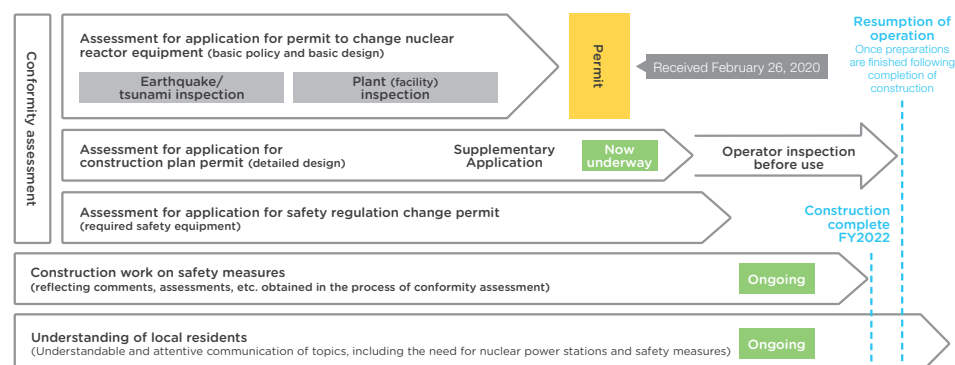 Conformity assessment
Assessment for application for permit to change nuclear
reactor equipment (basic policy and basic design)
Earthquake/
tsunami inspection
Plant (facility)
inspection
Permit
Received February 26, 2020
Resumption of
operation
Once preparations
are finished following
completion of
construction
Assessment for application for
construction plan permit (detailed design)
Supplementary
Application
Now
underway
Operator inspection
before use
Assessment for application for safety regulation change permit
(required safety equipment)
Construction
complete
FY2022
Construction work on safety measures
(reflecting comments, assessments, etc. obtained in the process of conformity assessment)
Ongoing
Understanding of local residents
(Understandable and attentive communication of topics, including the need for nuclear power stations and safety measures)
Ongoing